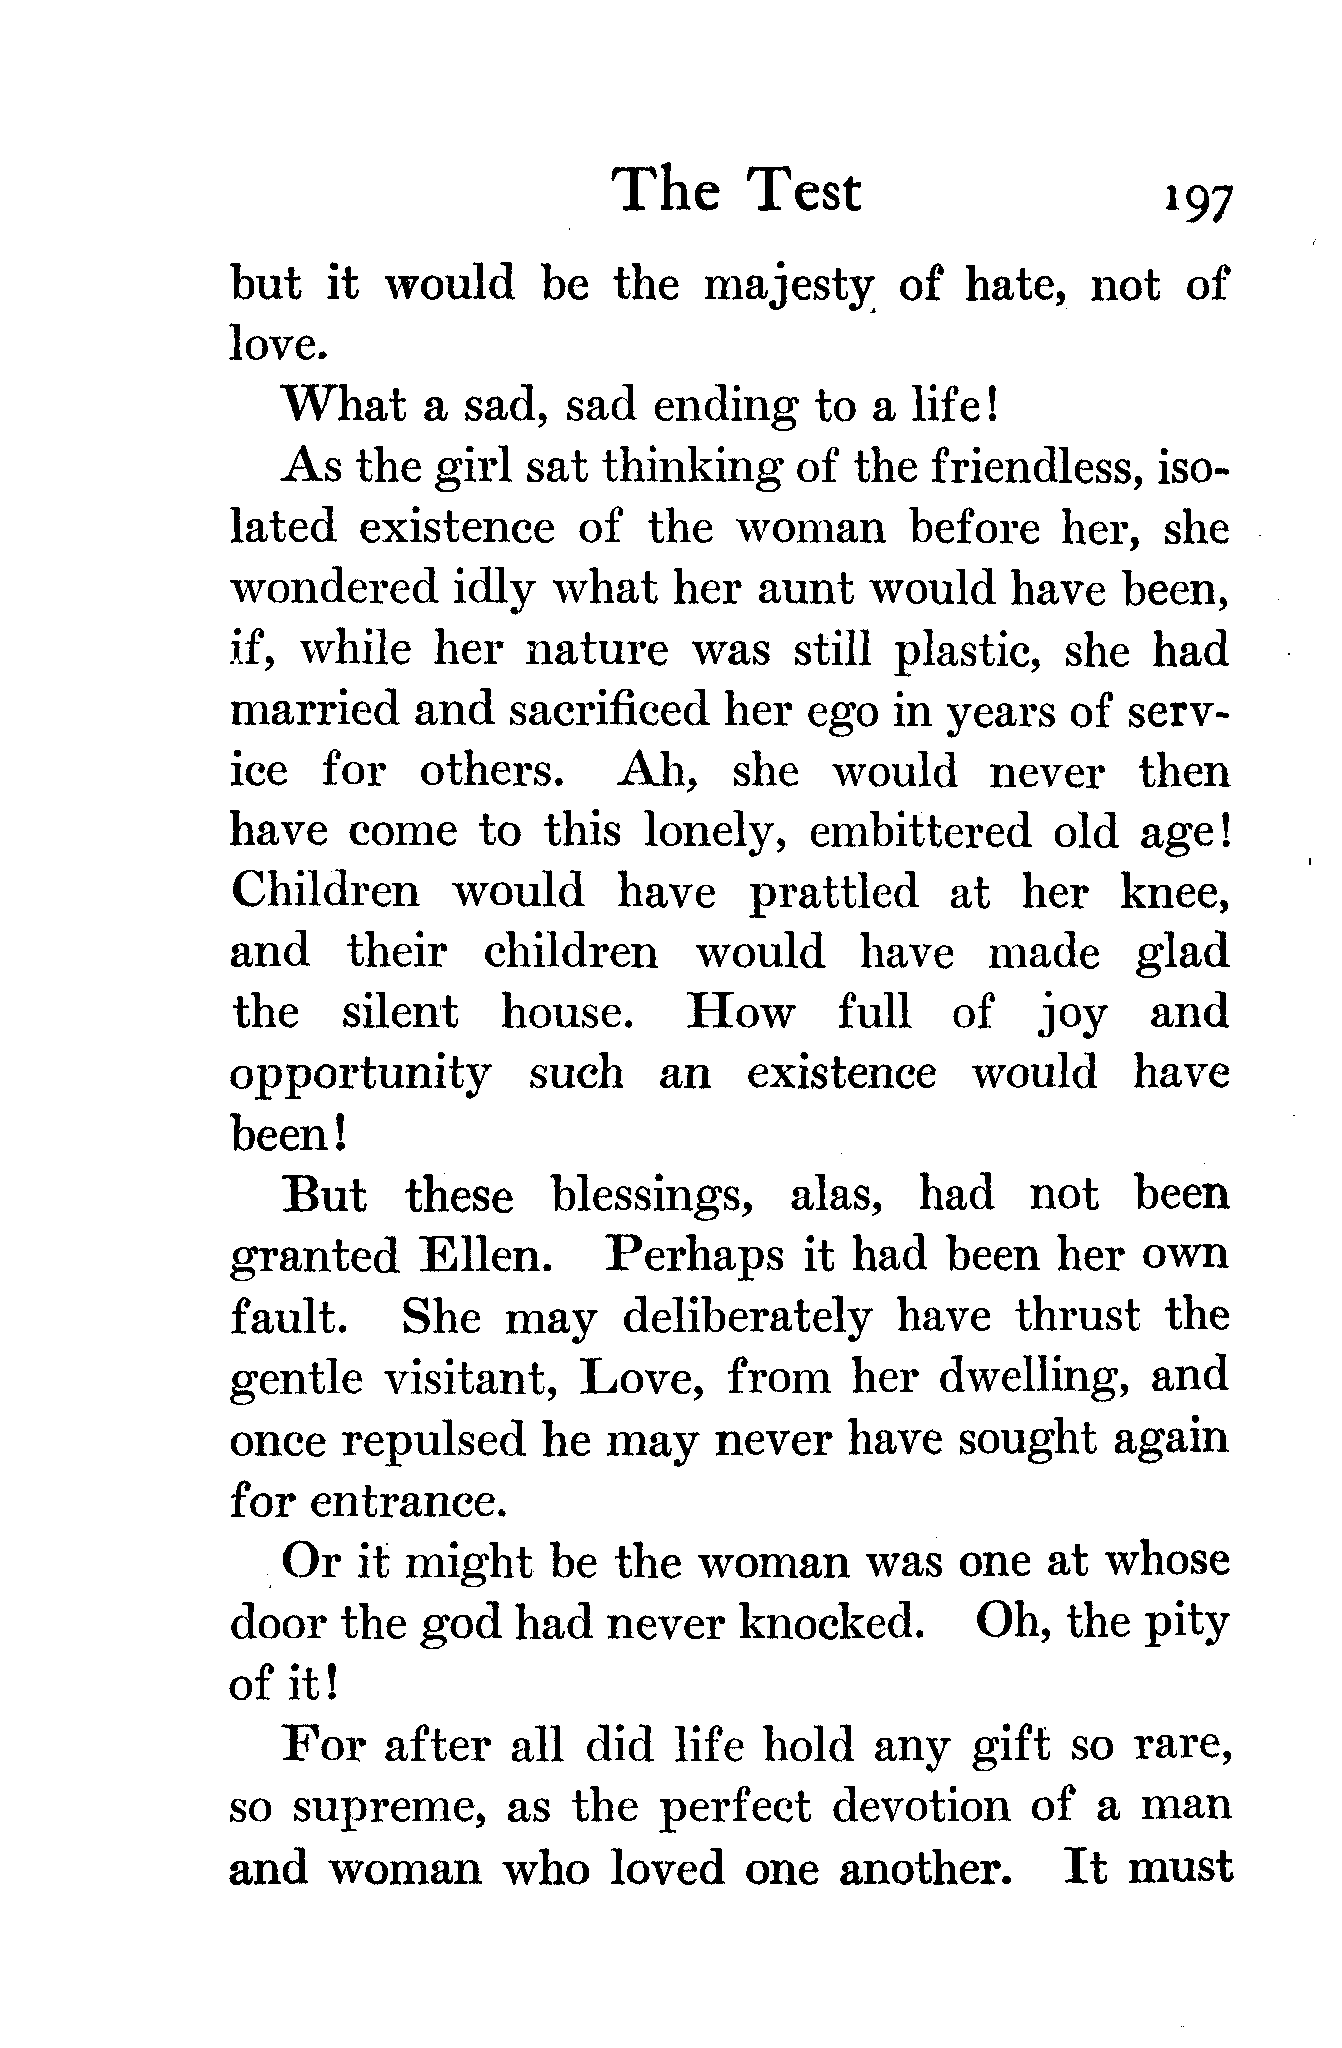 The Test 197
but it would be the majesty of hate, not of
love.
What a sad, sad ending to a life!
As the girl sat thinking of the friendless, iso-
lated existence of the woman before her, she
wondered idly what her aunt would have been,
if, while her nature was still plastic, she had
married and sacrificed her ego in years of serv-
ice for others. Ah, she would never then
have come to this lonely, embittered old age!
Children would have prattled at her knee,
and their children would have made glad
the silent house. How full of joy and
opportunity such an existence would have
been!
But these blessings, alas, had not been
granted Ellen. Perhaps it had been her own
fault. She may deliberately have thrust the
gentle visitant, Love, from her dwelling, and
once repulsed he may never have sought again
for entrance.
Or it might be the woman was one at whose
door the god had never knocked. Oh, the pity
of it!
For after all did life hold any gift so rare,
so supreme, as the perfect devotion of a man
and woman who loved one another. It must